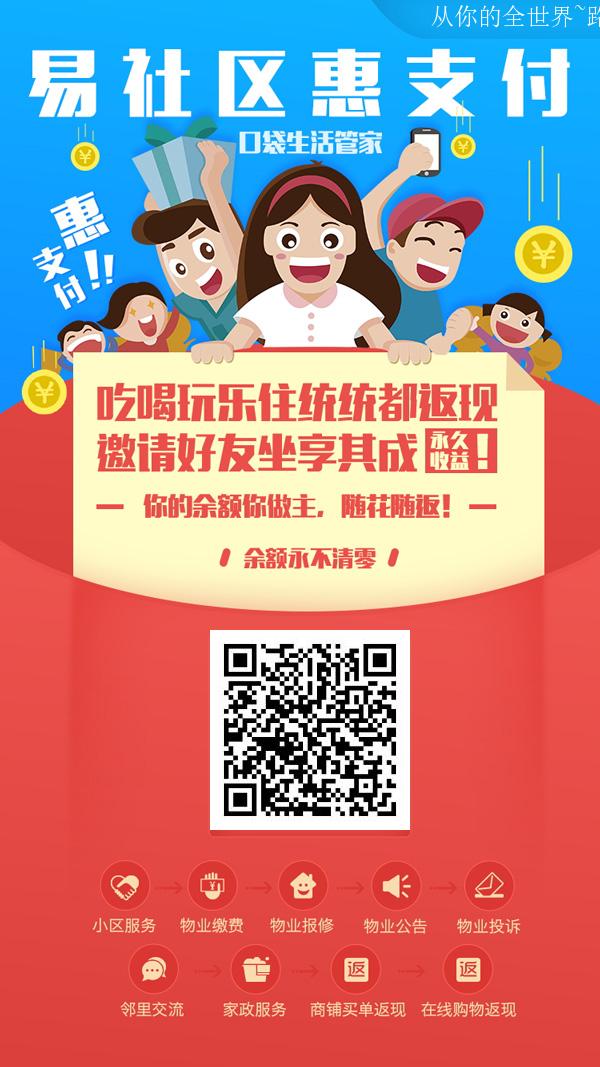 从你的全世界~路
易社区惠支付
口袋生活管家
惠
支付!!
吃喝玩乐住统统都返现
邀请好友坐享其成 永久收益!
你的余额你做主,随花随返!
余额永不清零
小区服务 物业缴费 物业报修 物业公告 物业投诉
邻里交流 家政服务 商铺买单返现 在线购物返现
返 返